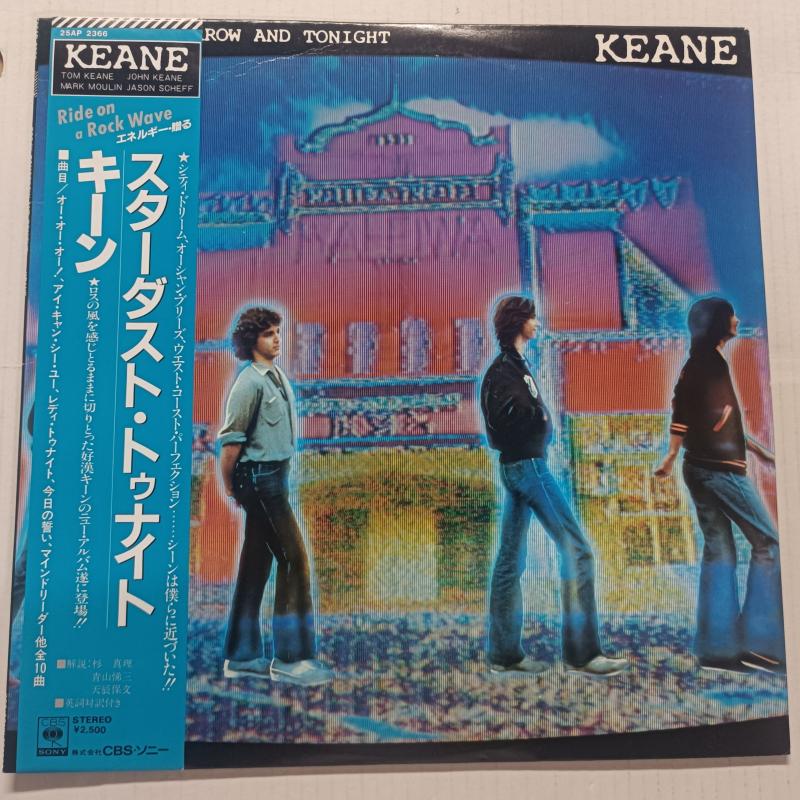 25AP 2366
KEANE
TOM KEANE JOHN KEANE
MARK MOULIN JASON SCHEFF
Ride on
a Rock Wave
エネルギー・贈る
★シティ・ドリーム、オーシャン・ブリーズ、ウエスト・コースト・パーフェクション……シーンは僕らに近づいた!!
スターダスト・トゥナイト
キーン
★ロスの風を感じとるままに切りとった好漢キーンのニュー・アルバム遂に登場!!
■曲目/オー・オー・オー!、アイ・キャン・シー・ユー、レディ・トゥナイト、今日の誓い、マインドリーダー他全10曲
■解説:杉 真理
青山悌三
天辰保文
■英詞対訳付き
CBS
SONY
STEREO
¥2,500
株式会社CBS・ソニー
ROW AND TONIGHT
KEANE